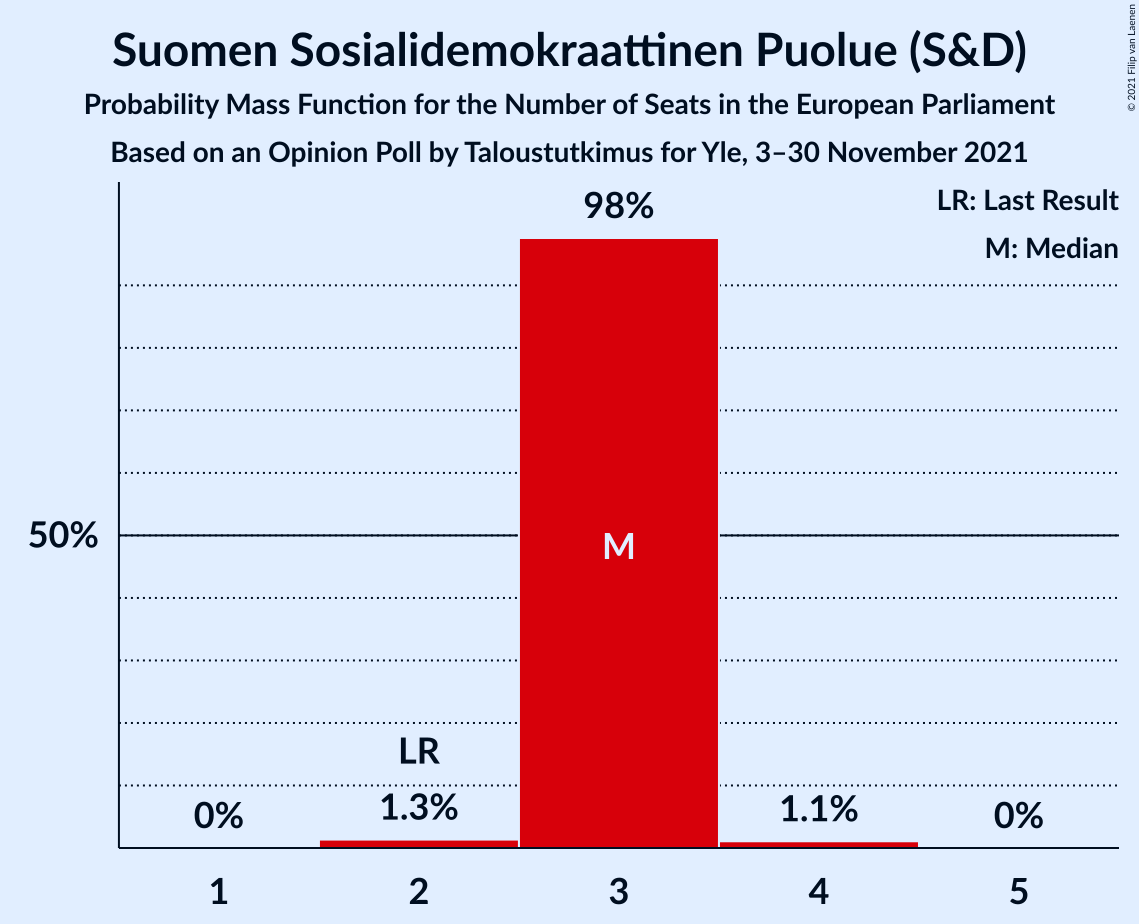 Suomen Sosialidemokraattinen Puolue (S&D)
Probability Mass Function for the Number of Seats in the European Parliament
Based on an Opinion Poll by Taloustutkimus for Yle, 3–30 November 2021
© 2021 Filip van Laenen
LR: Last Result
M: Median
98%
50%
M
LR
0%
1.3%
1.1%
0%
1
2
3
4
5